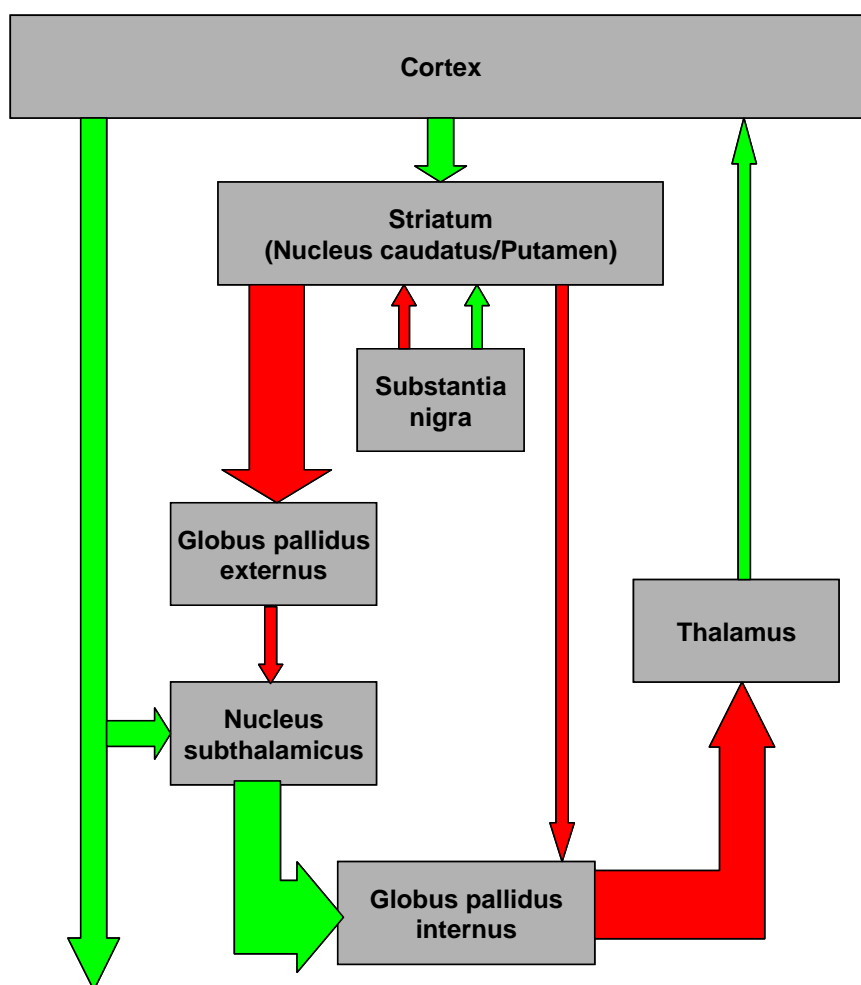 Cortex
Striatum
(Nucleus caudatus/Putamen)
Substantia
nigra
Globus pallidus
externus
Thalamus
Nucleus
subthalamicus
Globus pallidus
internus